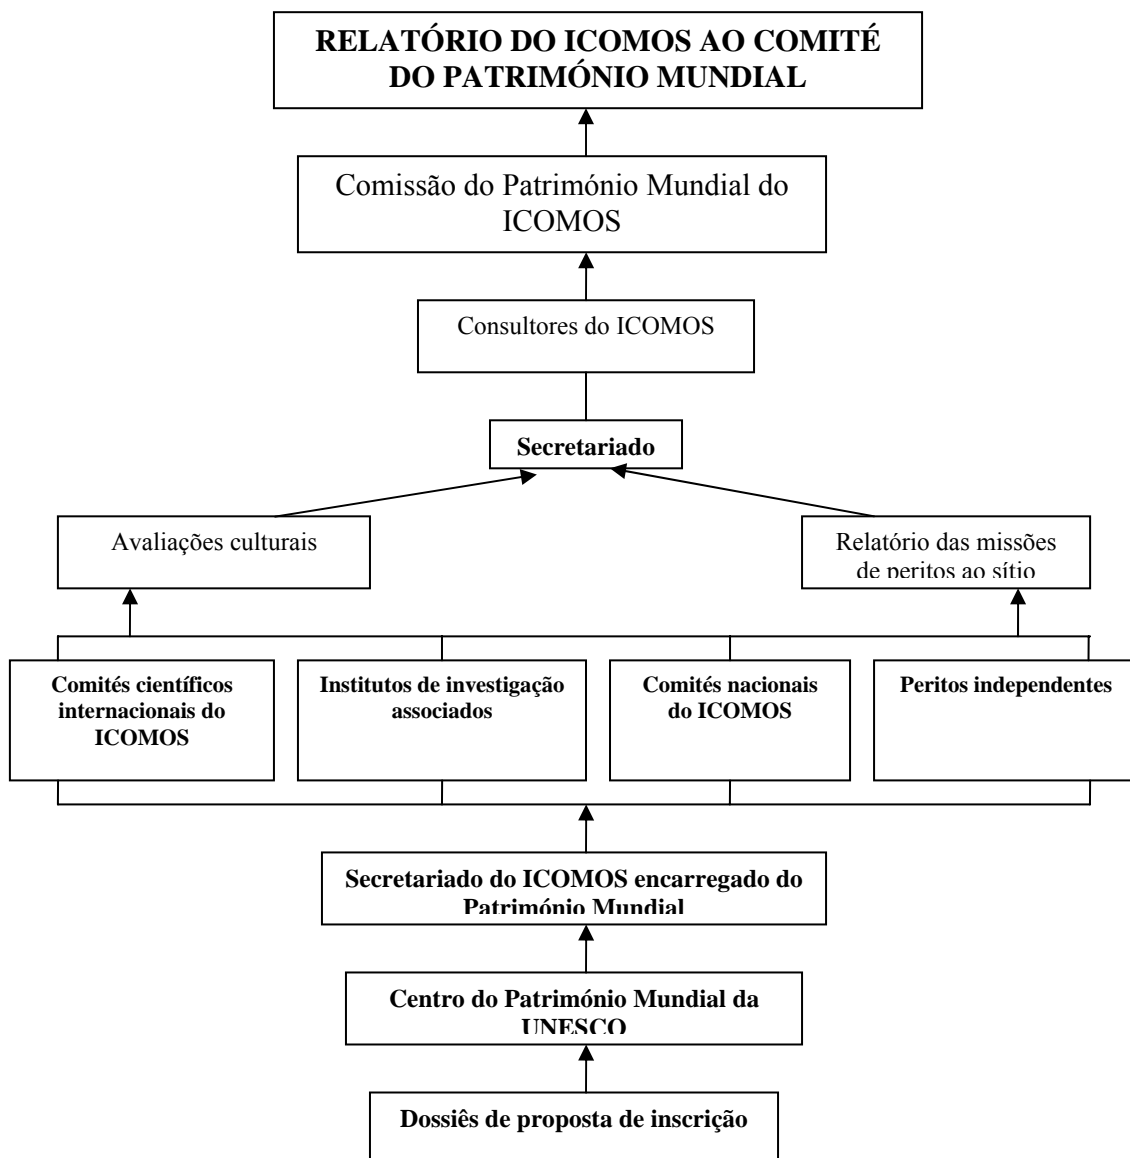 RELATÓRIO DO ICOMOS AO COMITÉ
DO PATRIMÓNIO MUNDIAL
Comissão do Património Mundial do
ICOMOS
Consultores do ICOMOS
Secretariado
Avaliações culturais
Relatório das missões
de peritos ao sítio
Comités científicos
internacionais do
ICOMOS
Institutos de investigação
associados
Comités nacionais
do ICOMOS
Peritos independentes
Secretariado do ICOMOS encarregado do
Património Mundial
Centro do Património Mundial da
UNESCO
Dossiês de proposta de inscrição